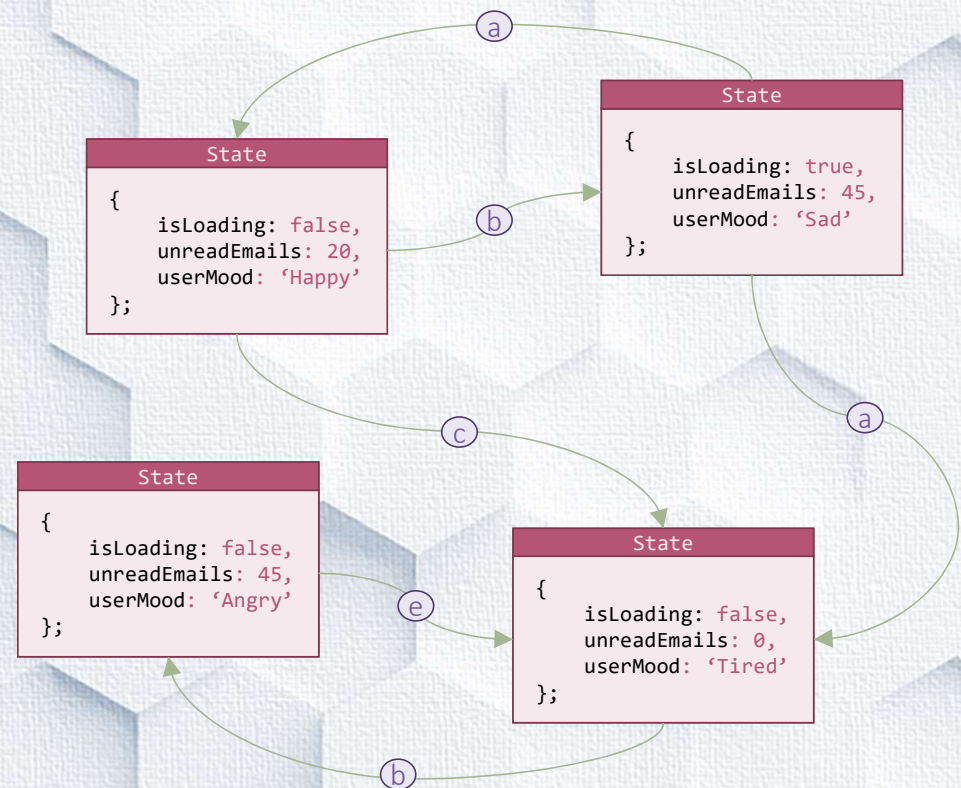 a
State
{
isLoading: true,
unreadEmails: 45,
userMood: ‘Sad’
};
State
{
isLoading: false,
unreadEmails: 20,
userMood: ‘Happy’
};
b
a
c
State
{
isLoading: false,
unreadEmails: 45,
userMood: ‘Angry’
};
e
State
{
isLoading: false,
unreadEmails: 0,
userMood: ‘Tired’
};
b